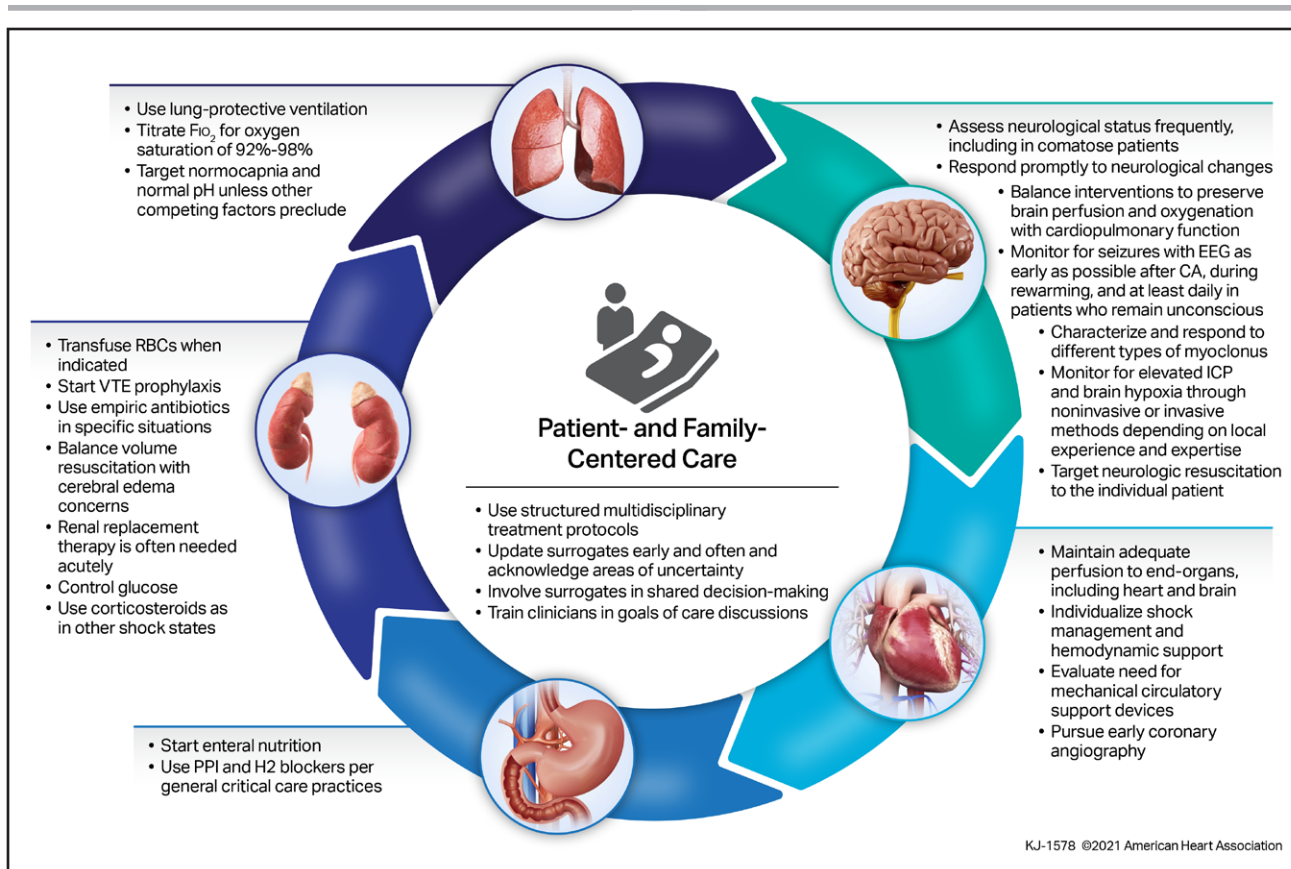 • Use lung-protective ventilation
• Titrate FIO2 for oxygen
saturation of 92%-98%
• Target normocapnia and
normal pH unless other
competing factors preclude
• Assess neurological status frequently,
including in comatose patients
• Respond promptly to neurological changes
• Balance interventions to preserve
brain perfusion and oxygenation
with cardiopulmonary function
• Monitor for seizures with EEG as
early as possible after CA, during
rewarming, and at least daily in
patients who remain unconscious
• Characterize and respond to
different types of myoclonus
• Monitor for elevated ICP
and brain hypoxia through
noninvasive or invasive
methods depending on local
experience and expertise
• Target neurologic resuscitation
to the individual patient
• Transfuse RBCs when
indicated
• Start VTE prophylaxis
• Use empiric antibiotics
in specific situations
• Balance volume
resuscitation with
cerebral edema
concerns
• Renal replacement
therapy is often needed
acutely
• Control glucose
• Use corticosteroids as
in other shock states
Patient- and Family-
Centered Care
• Use structured multidisciplinary
treatment protocols
• Update surrogates early and often and
acknowledge areas of uncertainty
• Involve surrogates in shared decision-making
• Train clinicians in goals of care discussions
• Maintain adequate
perfusion to end-organs,
including heart and brain
• Individualize shock
management and
hemodynamic support
• Evaluate need for
mechanical circulatory
support devices
• Pursue early coronary
angiography
• Start enteral nutrition
• Use PPI and H2 blockers per
general critical care practices
KJ-1578 ©2021 American Heart Association